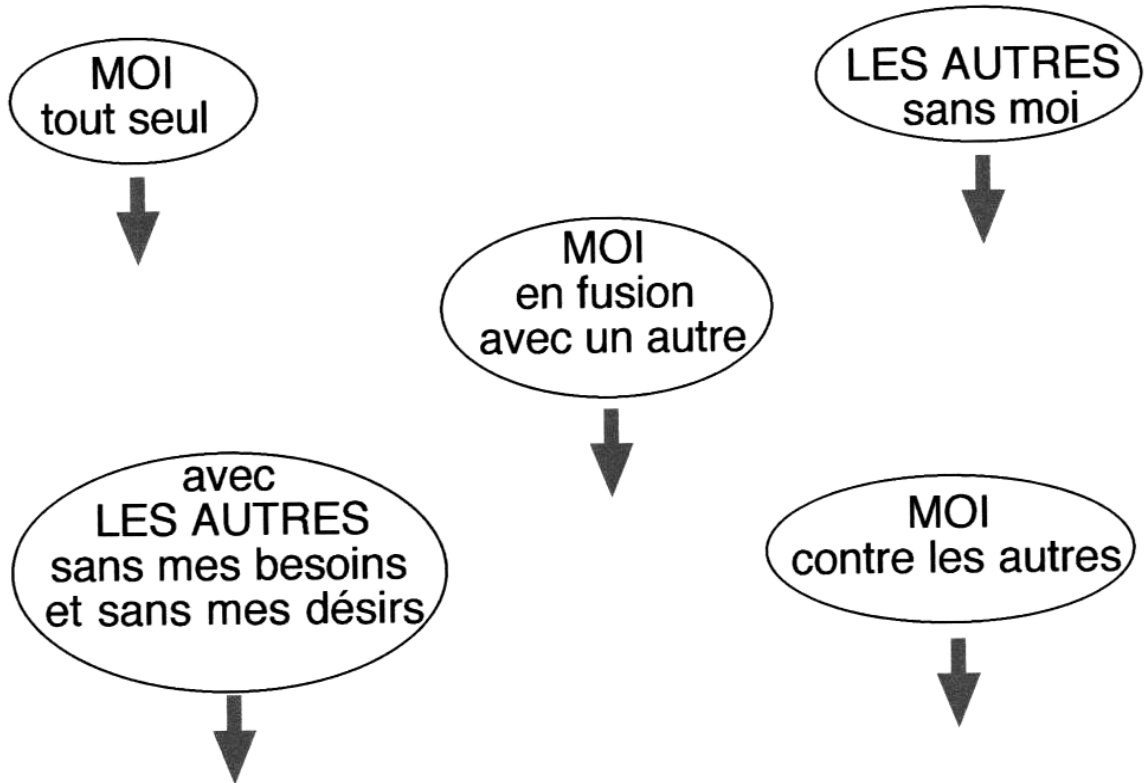 MOI
tout seul
LES AUTRES
sans moi
MOI
en fusion
avec un autre
avec
LES AUTRES
sans mes besoins
et sans mes désirs
MOI
contre les autres